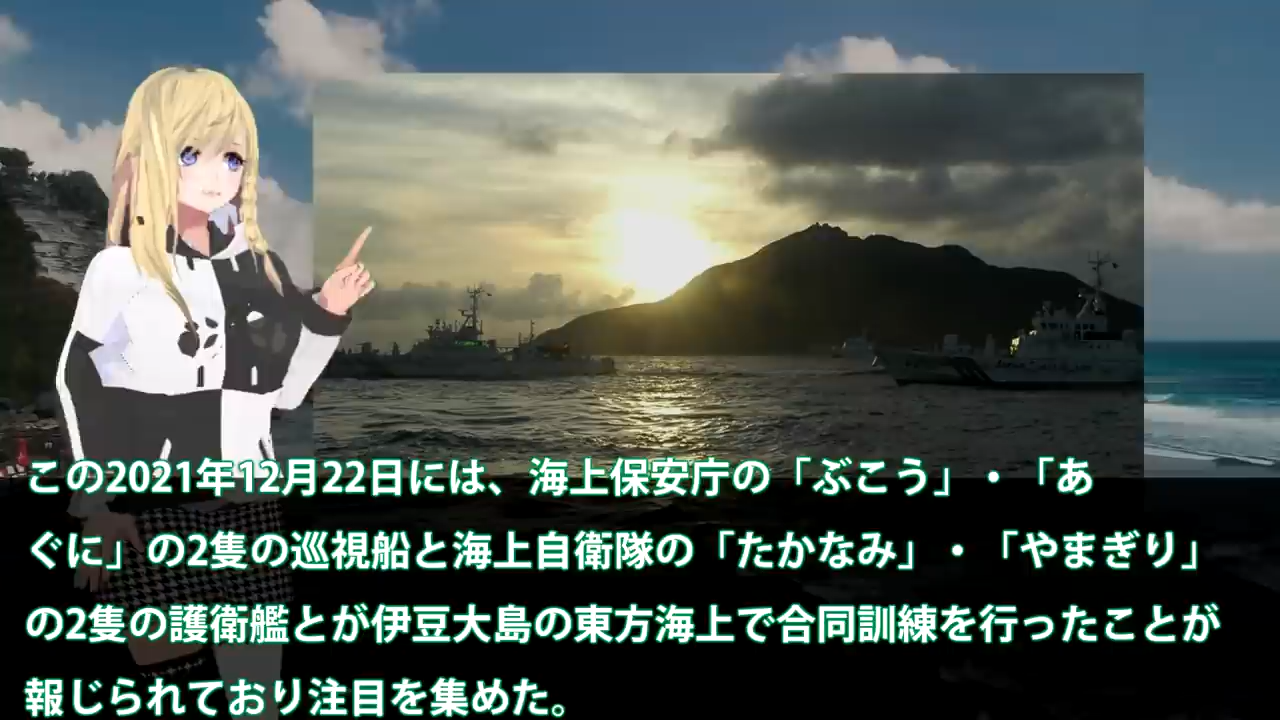 この2021年12月22日には、海上保安庁の「ぶこう」・「あ
ぐに」の2隻の巡視船と海上自衛隊の「たかなみ」・「やまぎり」
の2隻の護衛艦とが伊豆大島の東方海上で合同訓練を行ったことが
報じられており注目を集めた。